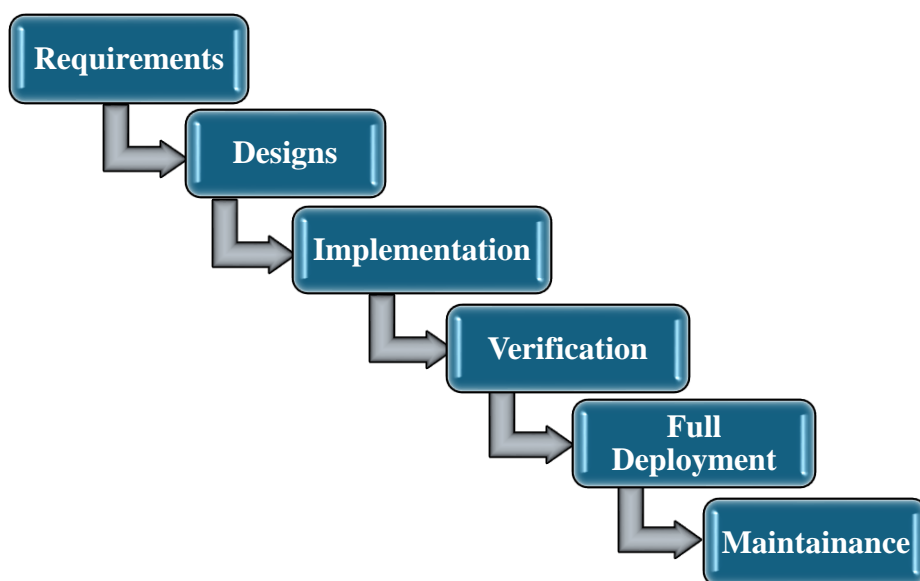 Requirements
Designs
Implementation
Verification
Full
Deployment
Maintainance